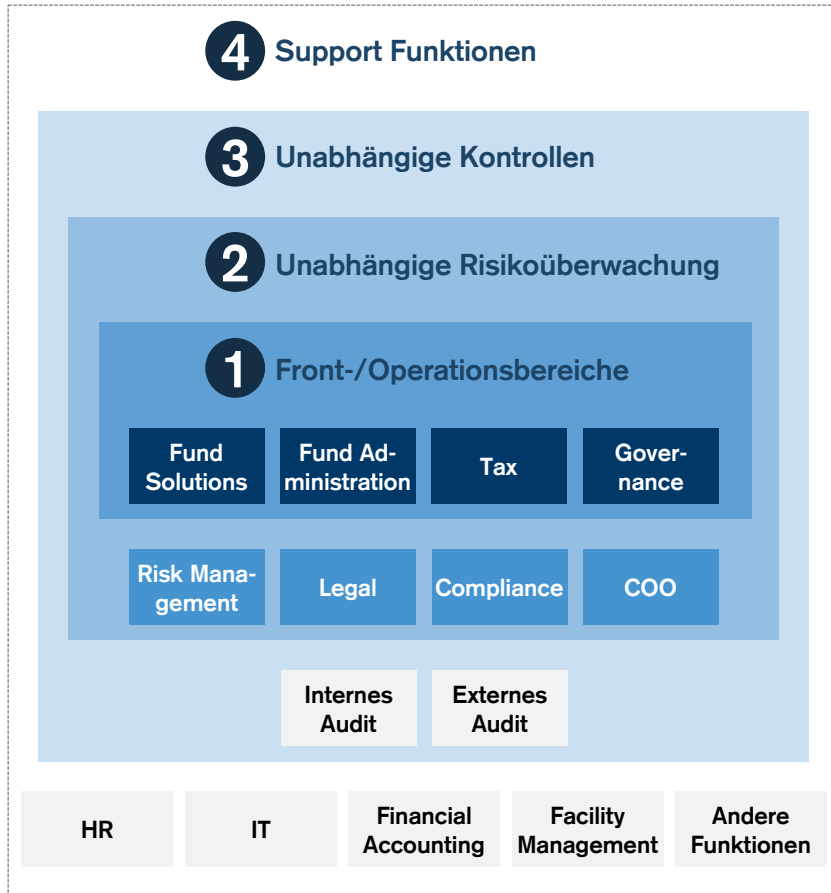 4 Support Funktionen
3 Unabhängige Kontrollen
2 Unabhängige Risikoüberwachung
1 Front-/Operationsbereiche
Fund
Solutions
Fund Ad-
ministration
Tax
Gover-
nance
Risk Mana-
gement
Legal
Compliance
COO
Internes
Audit
Externes
Audit
HR
IT
Financial
Accounting
Facility
Management
Andere
Funktionen